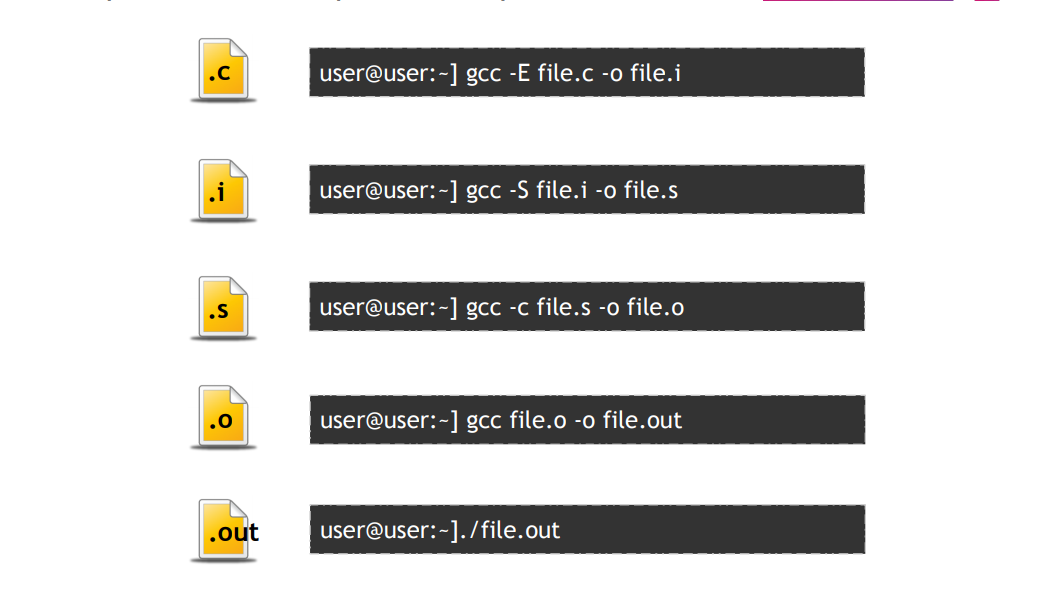 .c
user@user:~] gcc -E file.c -o file.i
.i
user@user:~] gcc -S file.i -o file.s
.s
user@user:~] gcc -c file.s -o file.o
.o
user@user:~] gcc file.o -o file.out
.out
user@user:~]./file.out